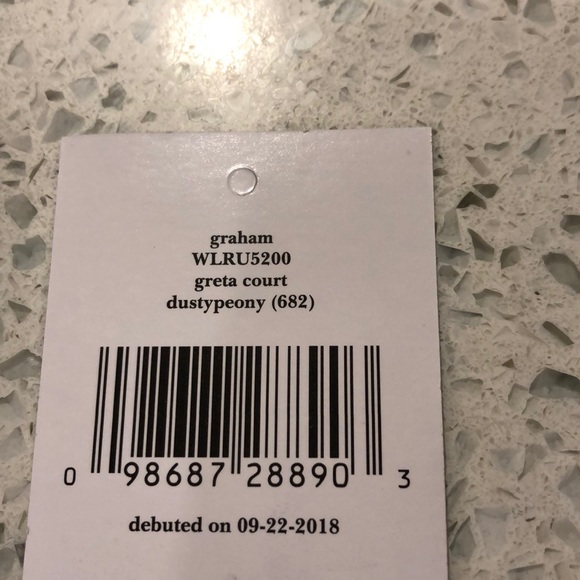 graham
WLRU5200
greta court
dustypeony (682)
0 98687 28890 3
debuted on 09-22-2018